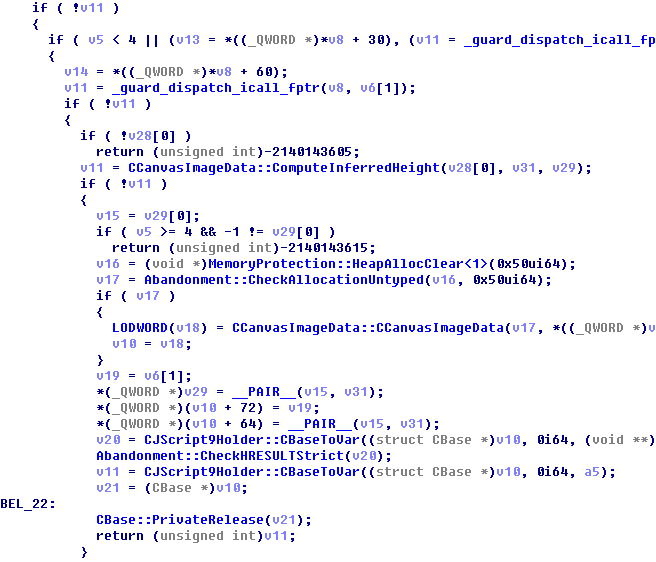 if ( !v11 )
{
if ( v5 < 4 || (v13 = *((_QWORD *)*v8 + 30), (v11 = _guard_dispatch_icall_fp
{
v14 = *((_QWORD *)*v8 + 60);
v11 = _guard_dispatch_icall_fptr(v8, v6[1]);
if ( !v11 )
{
if ( !v28[0] )
return (unsigned int)-2140143605;
v11 = CCanvasImageData::ComputeInferredHeight(v28[0], v31, v29);
if ( !v11 )
{
v15 = v29[0];
if ( v5 >= 4 && -1 != v29[0] )
return (unsigned int)-2140143615;
v16 = (void *)MemoryProtection::HeapAllocClear<1>(0x50ui64);
v17 = Abandonment::CheckAllocationUntyped(v16, 0x50ui64);
if ( v17 )
{
LODWORD(v18) = CCanvasImageData::CCanvasImageData(v17, *((_QWORD *)v
v10 = v18;
}
v19 = v6[1];
*(_QWORD *)v29 = __PAIR__(v15, v31);
*(_QWORD *)(v10 + 72) = v19;
*(_QWORD *)(v10 + 64) = __PAIR__(v15, v31);
v20 = CJScript9Holder::CBaseToVar((struct CBase *)v10, 0i64, (void **)
Abandonment::CheckHRESULTStrict(v20);
v11 = CJScript9Holder::CBaseToVar((struct CBase *)v10, 0i64, a5);
v21 = (CBase *)v10;
BEL_22:
CBase::PrivateRelease(v21);
return (unsigned int)v11;
}